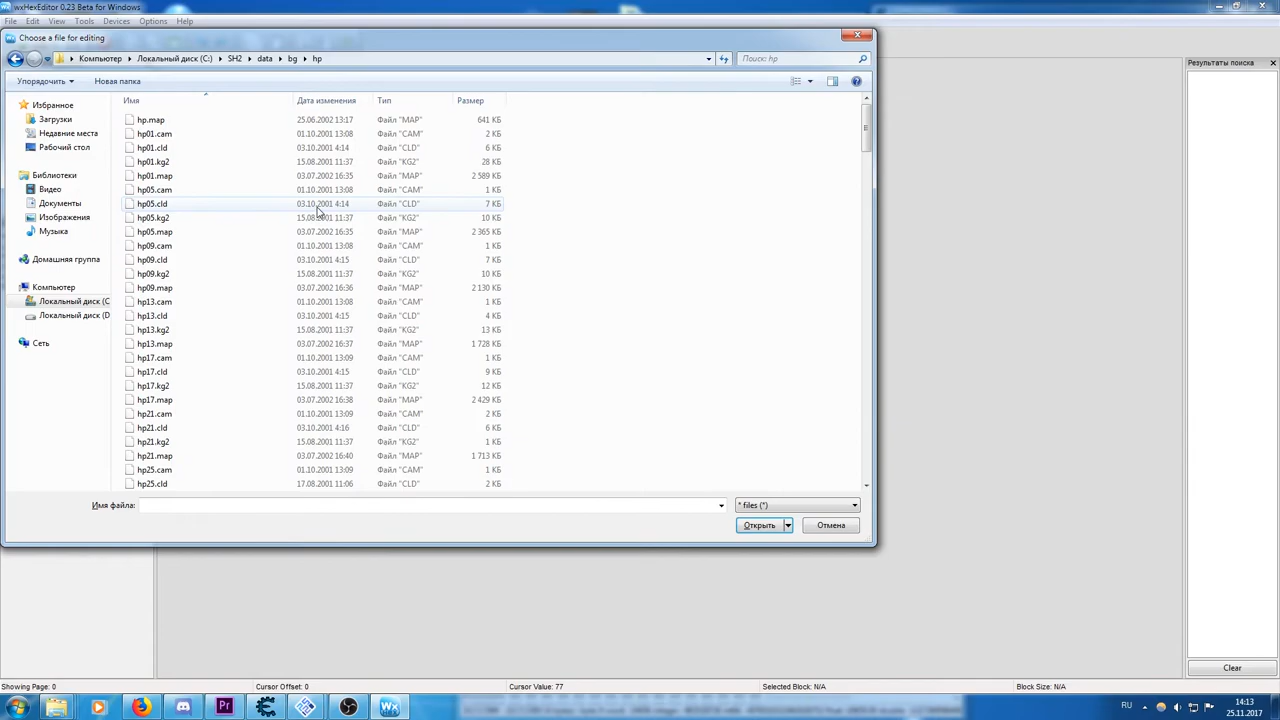 wxHexEditor 0.23 Beta for Windows
File Edit View Tools Devices Options Help
Choose a file for editing
Компьютер Локальный диск (C:) SH2 data bg hp Поиск: hp
Результаты поиска
Упорядочить Новая папка
Имя Дата изменения Тип Размер
Избранное
Загрузки
Недавние места
Рабочий стол
Библиотеки
Видео
Документы
Изображения
Музыка
Домашняя группа
Компьютер
Локальный диск (C
Локальный диск (D
Сеть
hp.map 25.06.2002 13:17 Файл "MAP" 641 КБ
hp01.cam 01.10.2001 13:08 Файл "CAM" 2 КБ
hp01.cld 03.10.2001 4:14 Файл "CLD" 6 КБ
hp01.kg2 15.08.2001 11:37 Файл "KG2" 28 КБ
hp01.map 03.07.2002 16:35 Файл "MAP" 2 589 КБ
hp05.cam 01.10.2001 13:08 Файл "CAM" 1 КБ
hp05.cld 03.10.2001 4:14 Файл "CLD" 7 КБ
hp05.kg2 15.08.2001 11:37 Файл "KG2" 10 КБ
hp05.map 03.07.2002 16:35 Файл "MAP" 2 365 КБ
hp09.cam 01.10.2001 13:08 Файл "CAM" 1 КБ
hp09.cld 03.10.2001 4:15 Файл "CLD" 7 КБ
hp09.kg2 15.08.2001 11:37 Файл "KG2" 10 КБ
hp09.map 03.07.2002 16:36 Файл "MAP" 2 130 КБ
hp13.cam 01.10.2001 13:08 Файл "CAM" 1 КБ
hp13.cld 03.10.2001 4:15 Файл "CLD" 4 КБ
hp13.kg2 15.08.2001 11:37 Файл "KG2" 13 КБ
hp13.map 03.07.2002 16:37 Файл "MAP" 1 728 КБ
hp17.cam 01.10.2001 13:09 Файл "CAM" 1 КБ
hp17.cld 03.10.2001 4:15 Файл "CLD" 9 КБ
hp17.kg2 15.08.2001 11:37 Файл "KG2" 12 КБ
hp17.map 03.07.2002 16:38 Файл "MAP" 2 429 КБ
hp21.cam 01.10.2001 13:09 Файл "CAM" 2 КБ
hp21.cld 03.10.2001 4:16 Файл "CLD" 6 КБ
hp21.kg2 15.08.2001 11:37 Файл "KG2" 1 КБ
hp21.map 03.07.2002 16:40 Файл "MAP" 1 713 КБ
hp25.cam 01.10.2001 13:09 Файл "CAM" 1 КБ
hp25.cld 17.08.2001 11:06 Файл "CLD" 2 КБ
Имя файла: * files (*)
Открыть Отмена
Clear
Showing Page: 0 Cursor Offset: 0 Cursor Value: 77 Selected Block: N/A Block Size: N/A
Pr Wx RU 14:13
25.11.2017